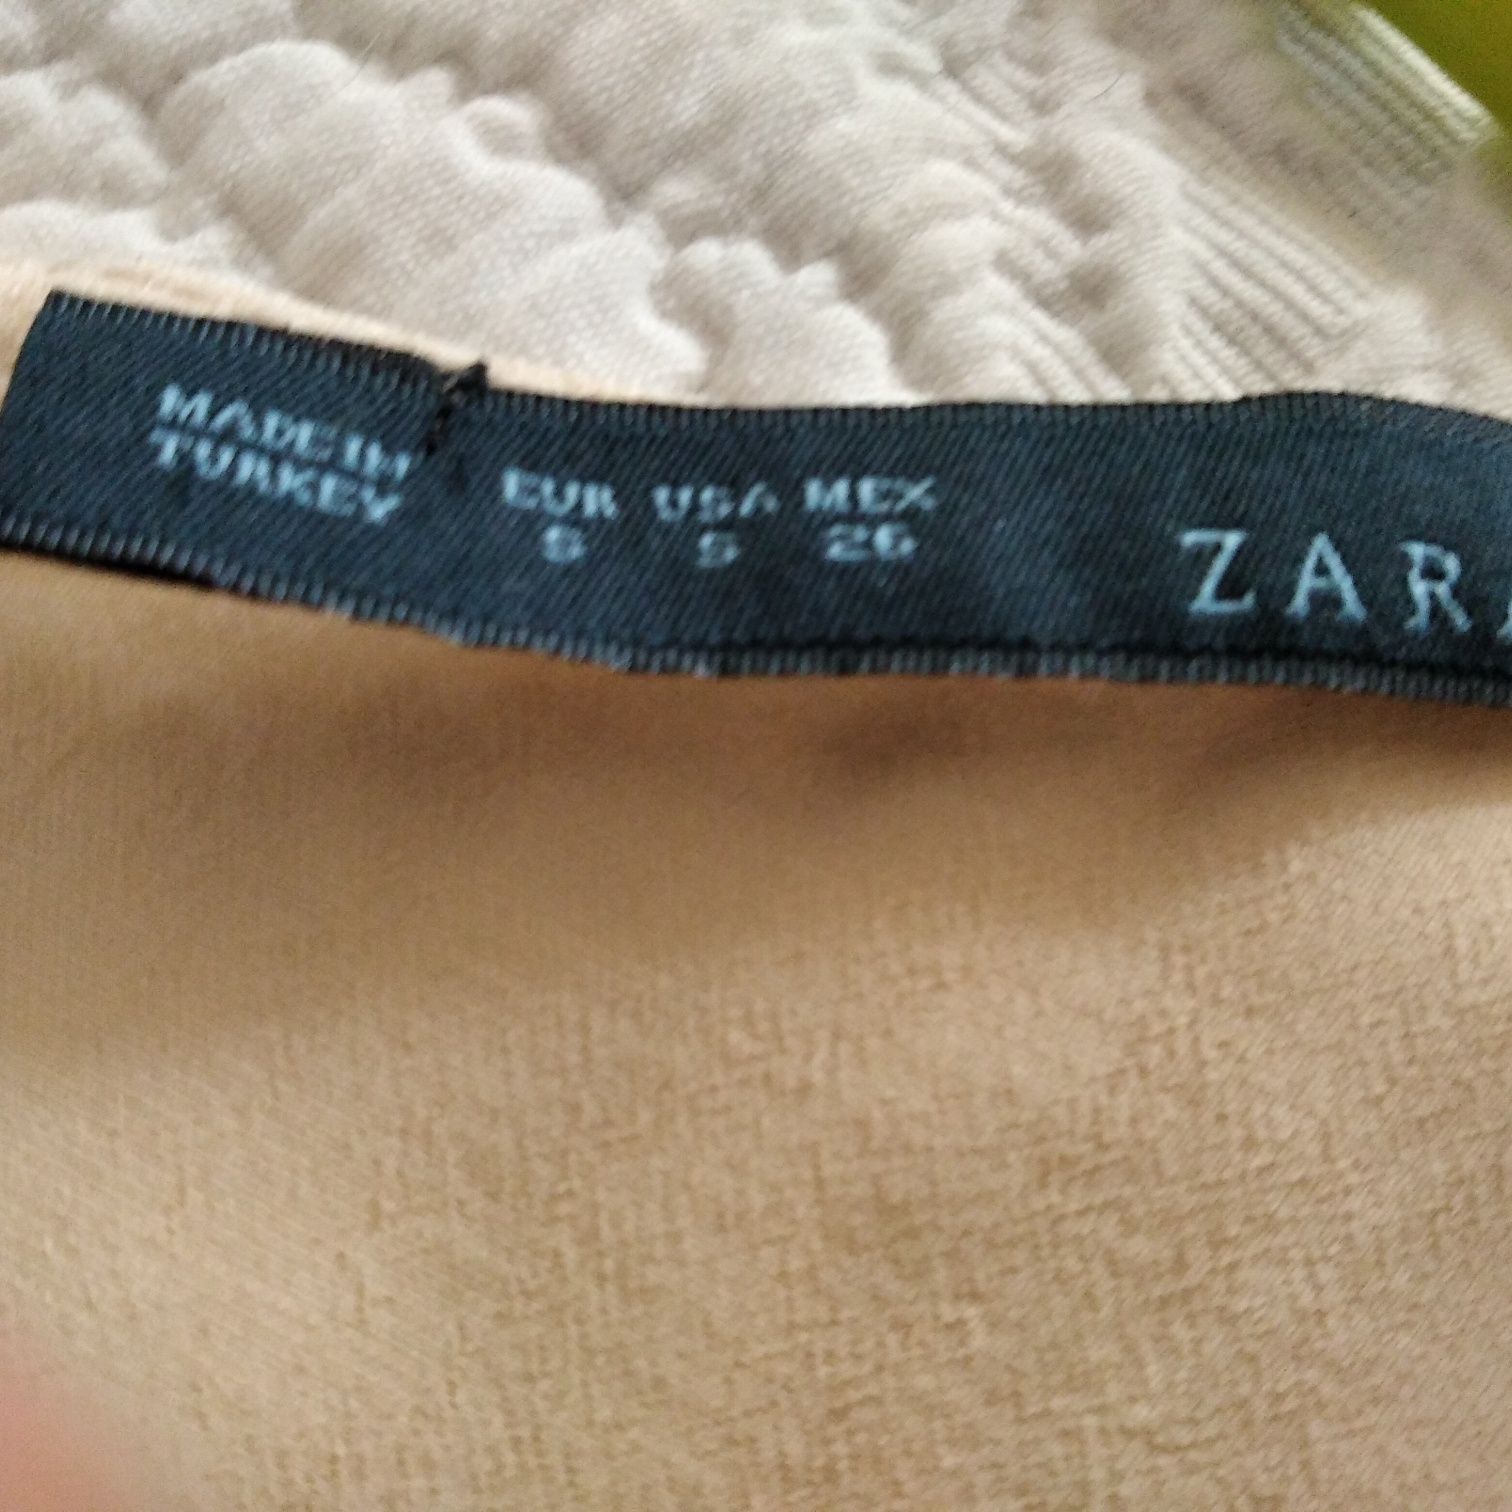 MADE IN
TURKEY
EUR USA MEX
S S 26
ZARA